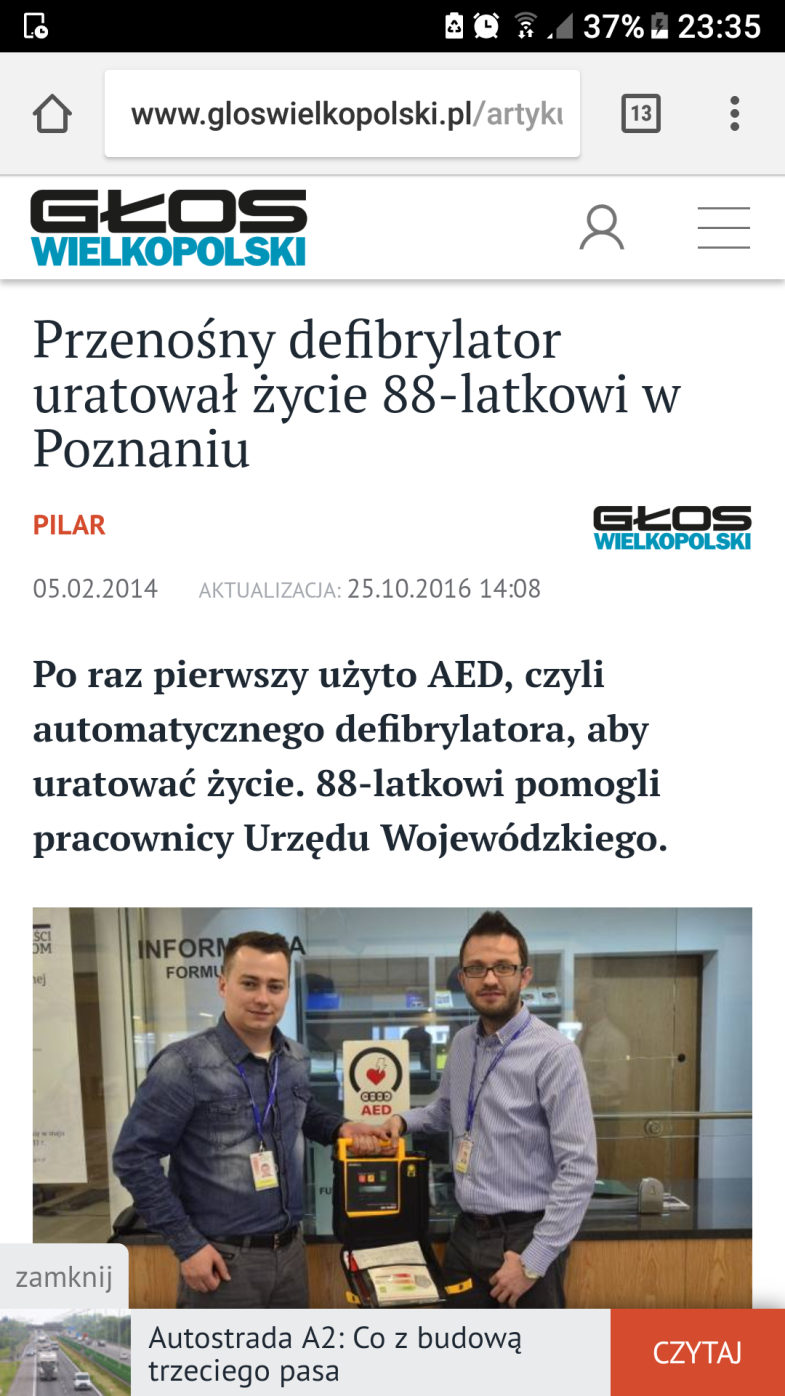 37% 23:35
www.gloswielkopolski.pl/artyku
13
GŁOS
WIELKOPOLSKI
Przenośny defibrylator
uratował życie 88-latkowi w
Poznaniu
PILAR
GŁOS
WIELKOPOLSKI
05.02.2014 AKTUALIZACJA: 25.10.2016 14:08
Po raz pierwszy użyto AED, czyli
automatycznego defibrylatora, aby
uratować życie. 88-latkowi pomogli
pracownicy Urzędu Wojewódzkiego.
INFORM A
FORMU
AED
zamknij
Autostrada A2: Co z budową
trzeciego pasa
CZYTAJ